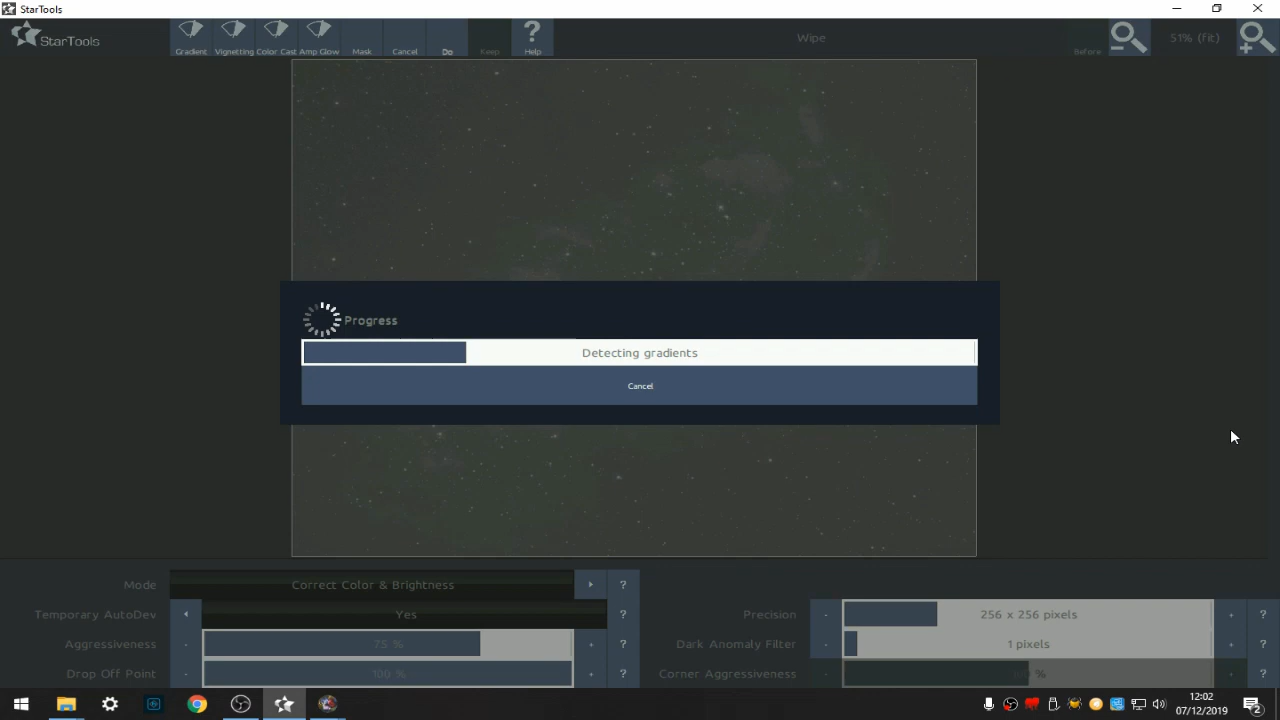 StarTools
StarTools
Gradient Vignetting Color Cast Amp Glow Mask Cancel Do Keep Help
Wipe
Before
51% (fit)
Progress
Detecting gradients
Cancel
Mode Correct Color & Brightness ?
Temporary AutoDev Yes ?
Precision - 256 x 256 pixels + ?
Aggressiveness - 75 % + ?
Dark Anomaly Filter - 1 pixels + ?
Drop Off Point - 100 % + ?
Corner Aggressiveness - 100 % + ?
12:02
07/12/2019
2